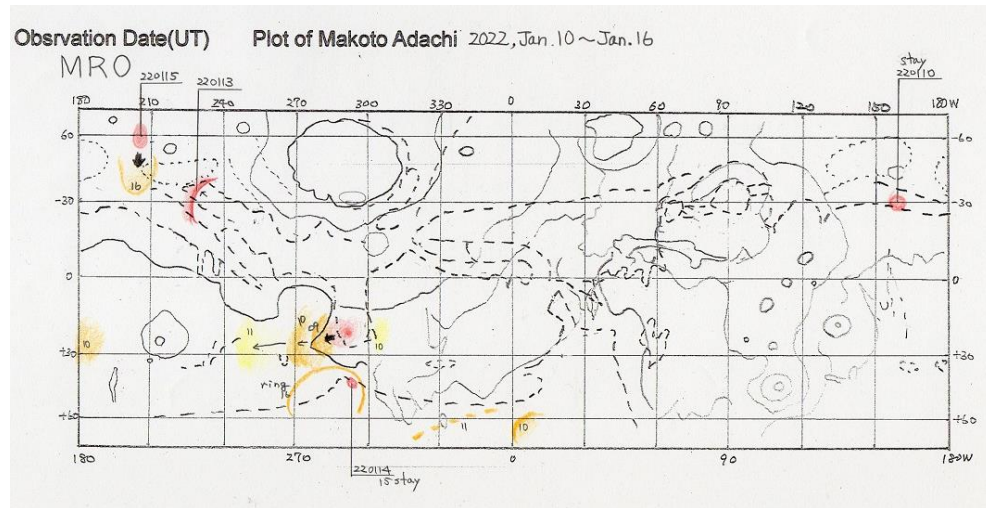 Obsrvation Date(UT) Plot of Makoto Adachi 2022, Jan.10~Jan.16
MRO
220115
220113
stay
220110
180 210 240 270 300 330 0 30 60 90 120 150 180W
60 -60
16
-30 -30
0 0
11 10 09
10 10
+30 +30
ring
+60 +60
11 10
180 270 0 90 180W
220114
15 stay